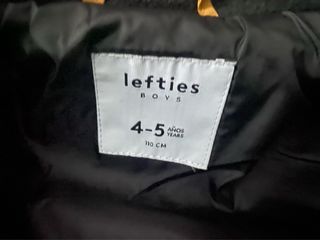 lefties
BOYS
4-5 AÑOS
YEARS
110 CM